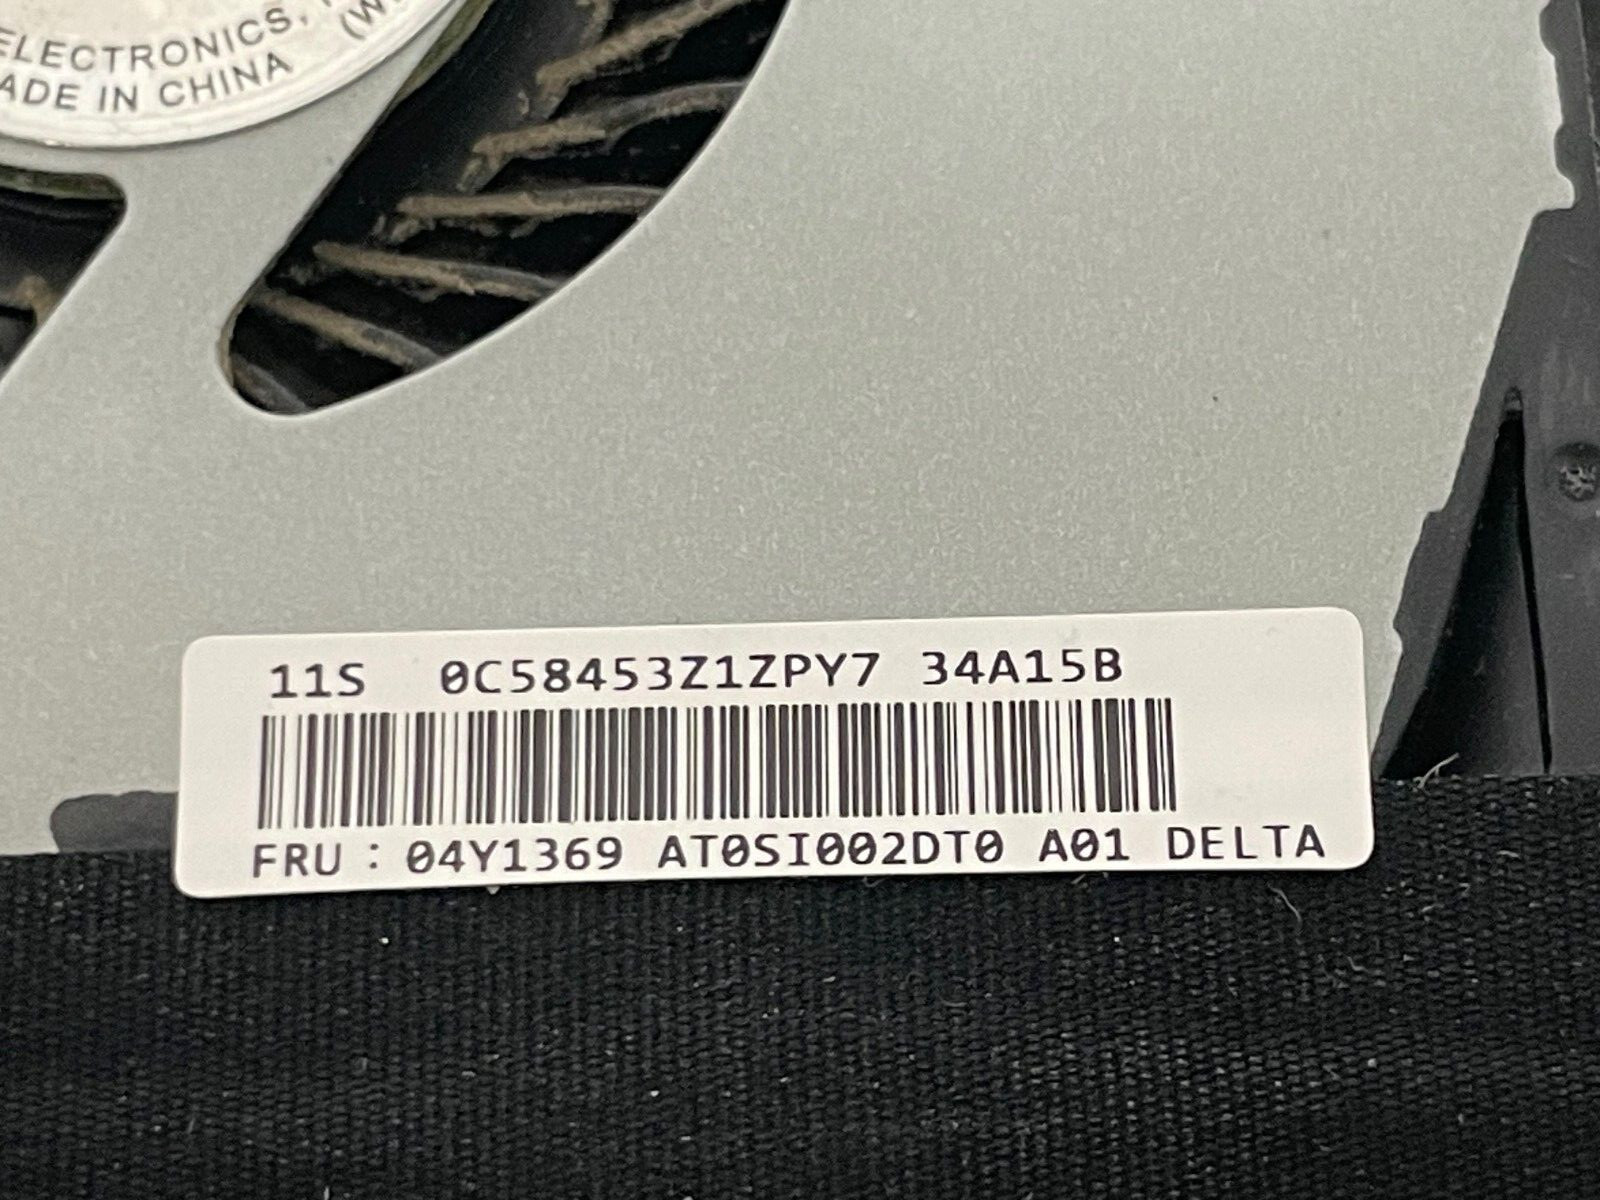 ELECTRONICS,
ADE IN CHINA (W
11S 0C58453Z1ZPY7 34A15B
FRU : 04Y1369 AT0SI002DT0 A01 DELTA